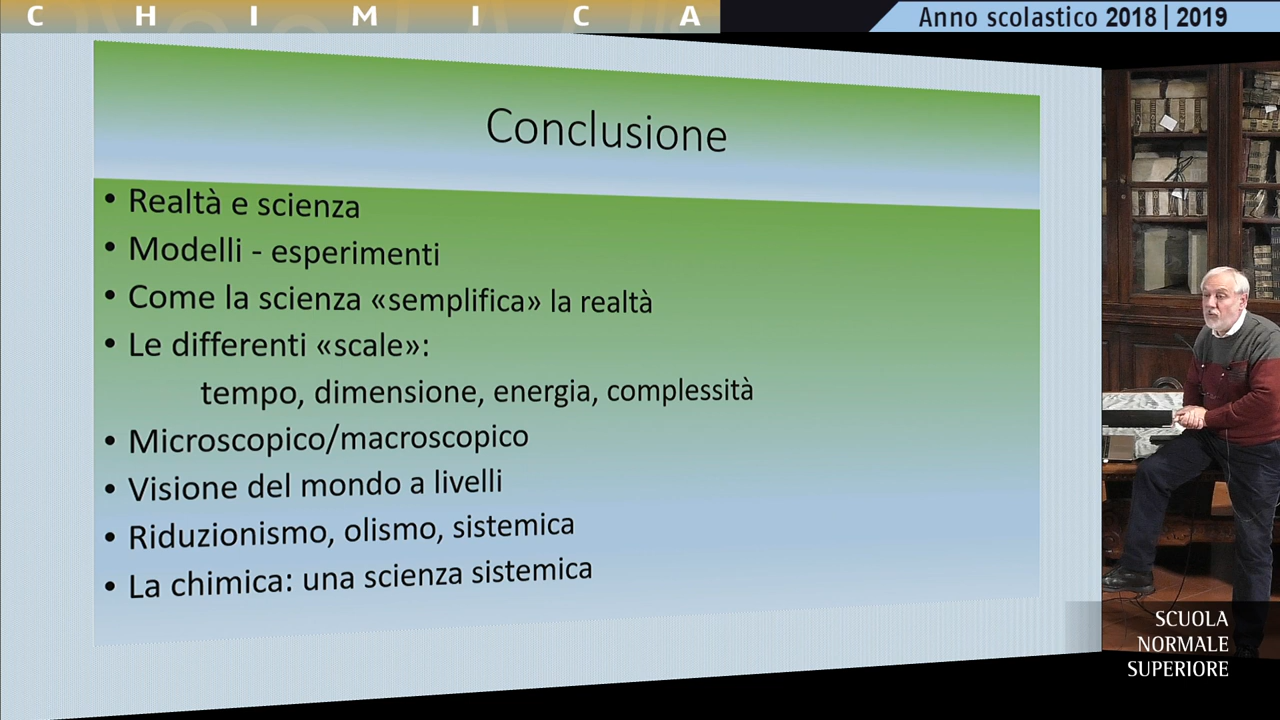 CHIMICA
Anno scolastico 2018 | 2019
Conclusione
• Realtà e scienza
• Modelli - esperimenti
• Come la scienza «semplifica» la realtà
• Le differenti «scale»:
tempo, dimensione, energia, complessità
• Microscopico/macroscopico
• Visione del mondo a livelli
• Riduzionismo, olismo, sistemica
• La chimica: una scienza sistemica
SCUOLA
NORMALE
SUPERIORE